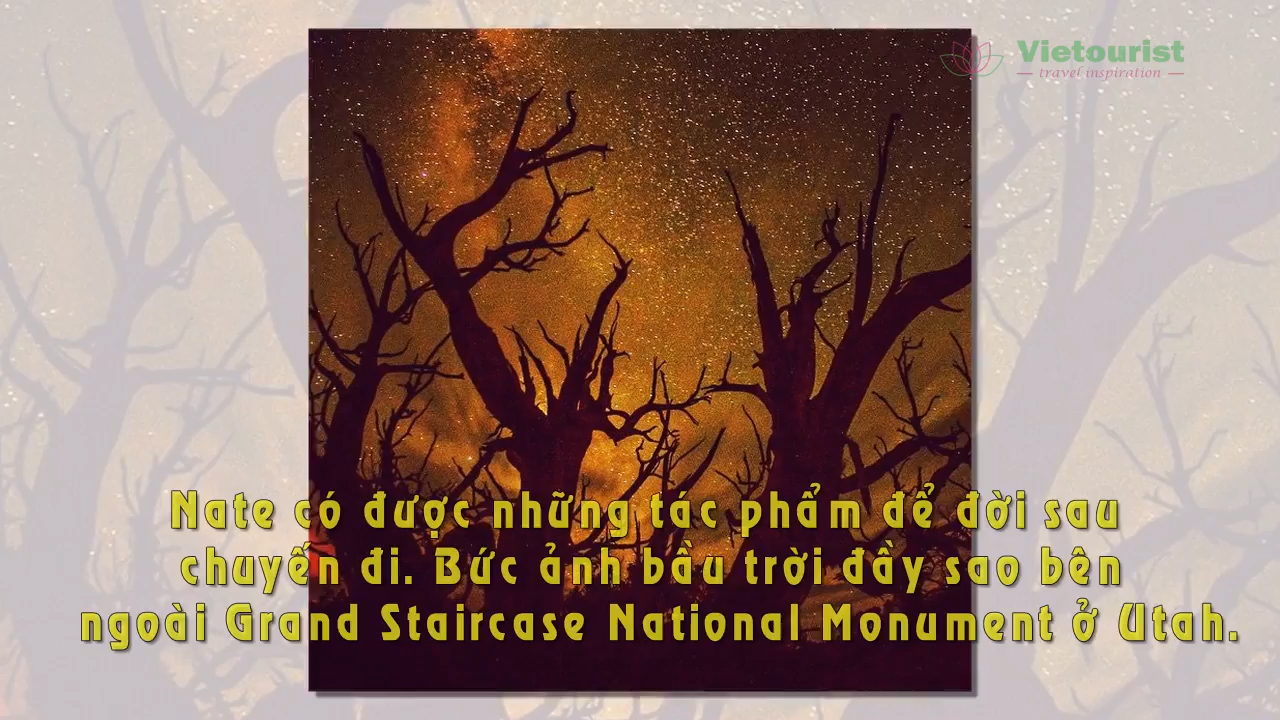 Vietourist
travel inspiration
Nate có được những tác phẩm để đời sau
chuyến đi. Bức ảnh bầu trời đầy sao bên
ngoài Grand Staircase National Monument ở Utah.